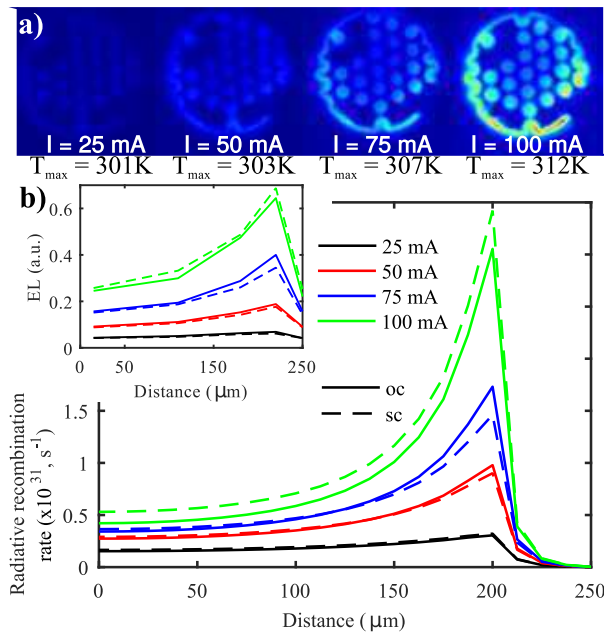 a)
I = 25 mA I = 50 mA I = 75 mA I = 100 mA
T_max = 301K T_max = 303K T_max = 307K T_max = 312K
b)
0.6
0.4
0.2
0
EL (a.u.)
0 50 100 150 200 250
Distance (μm)
25 mA
50 mA
75 mA
100 mA
oc
sc
1.5
1
0.5
0
Radiative recombination
rate (x10^31, s^-1)
0 50 100 150 200 250
Distance (μm)